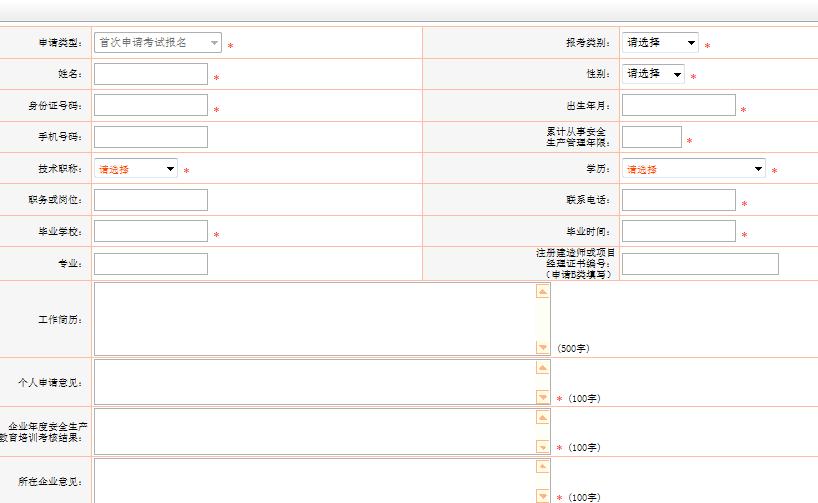 申请类型： 首次申请考试报名 * 报考类别： 请选择 *
姓名： * 性别： 请选择 *
身份证号码： * 出生年月： *
手机号码： 累计从事安全
生产管理年限： *
技术职称： 请选择 * 学历： 请选择 *
职务或岗位： 联系电话： *
毕业学校： * 毕业时间： *
专业： 注册建造师或项目
经理证书编号：
（申请B类填写）
工作简历： (500字)
个人申请意见： * (100字)
企业年度安全生产
教育培训考核结果： * (100字)
所在企业意见： * (100字)